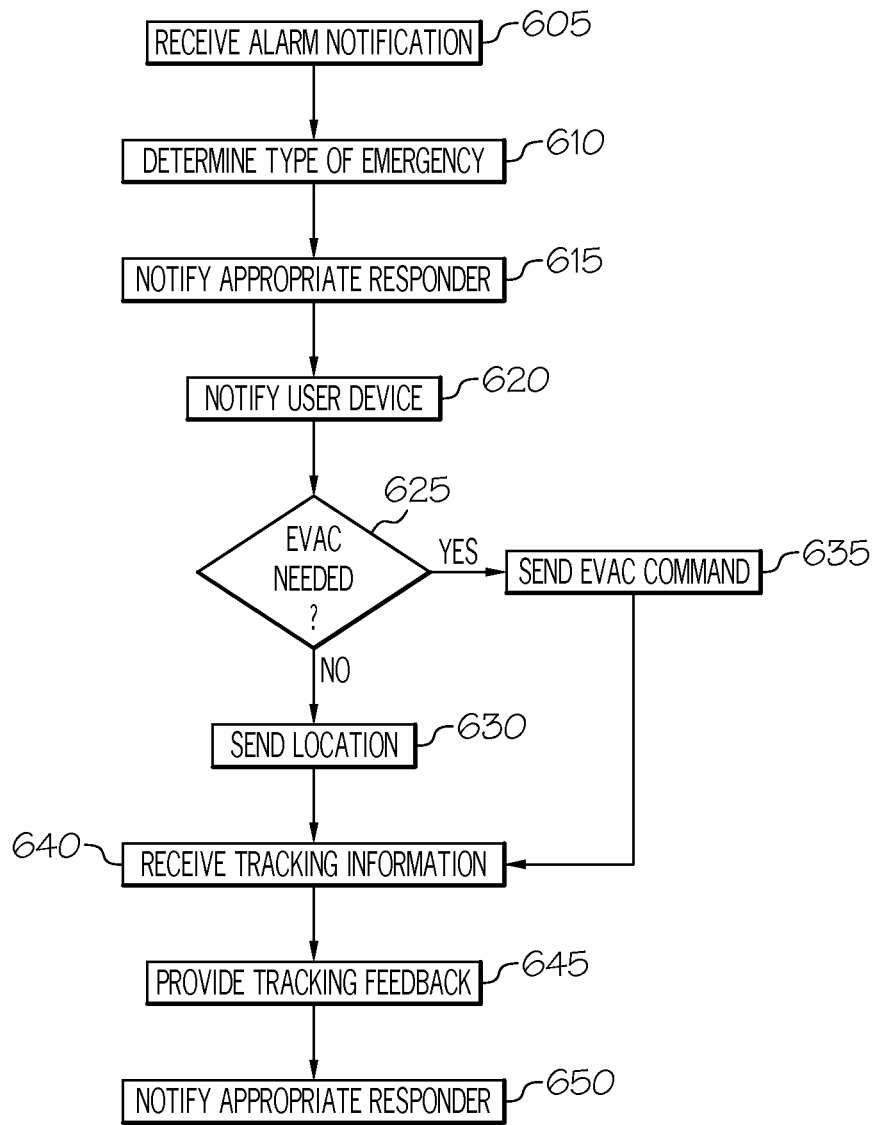 RECEIVE ALARM NOTIFICATION 605
DETERMINE TYPE OF EMERGENCY 610
NOTIFY APPROPRIATE RESPONDER 615
NOTIFY USER DEVICE 620
625
EVAC
NEEDED
?
YES
SEND EVAC COMMAND 635
NO
SEND LOCATION 630
640 RECEIVE TRACKING INFORMATION
PROVIDE TRACKING FEEDBACK 645
NOTIFY APPROPRIATE RESPONDER 650